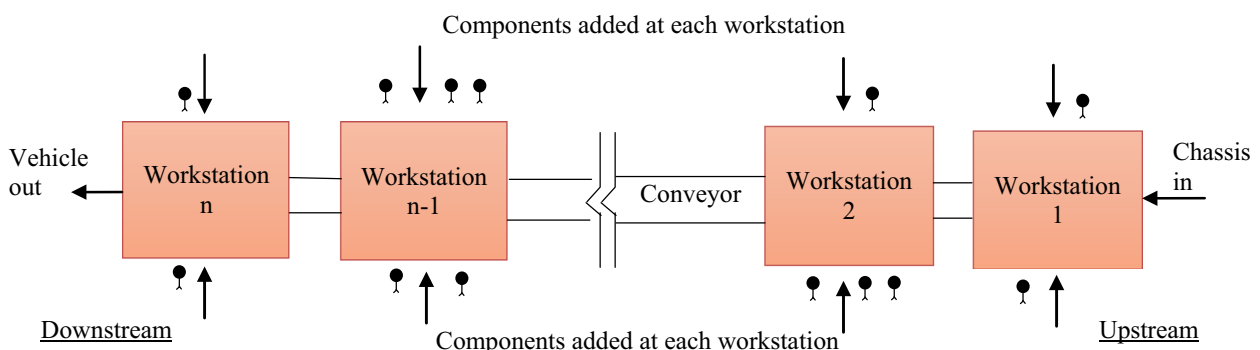 Components added at each workstation
Vehicle
out
Workstation
n
Workstation
n-1
Conveyor
Workstation
2
Workstation
1
Chassis
in
Downstream
Components added at each workstation
Upstream